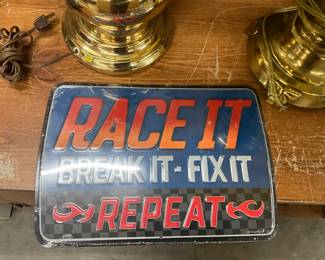 RACE IT
BREAK IT - FIX IT
REPEAT